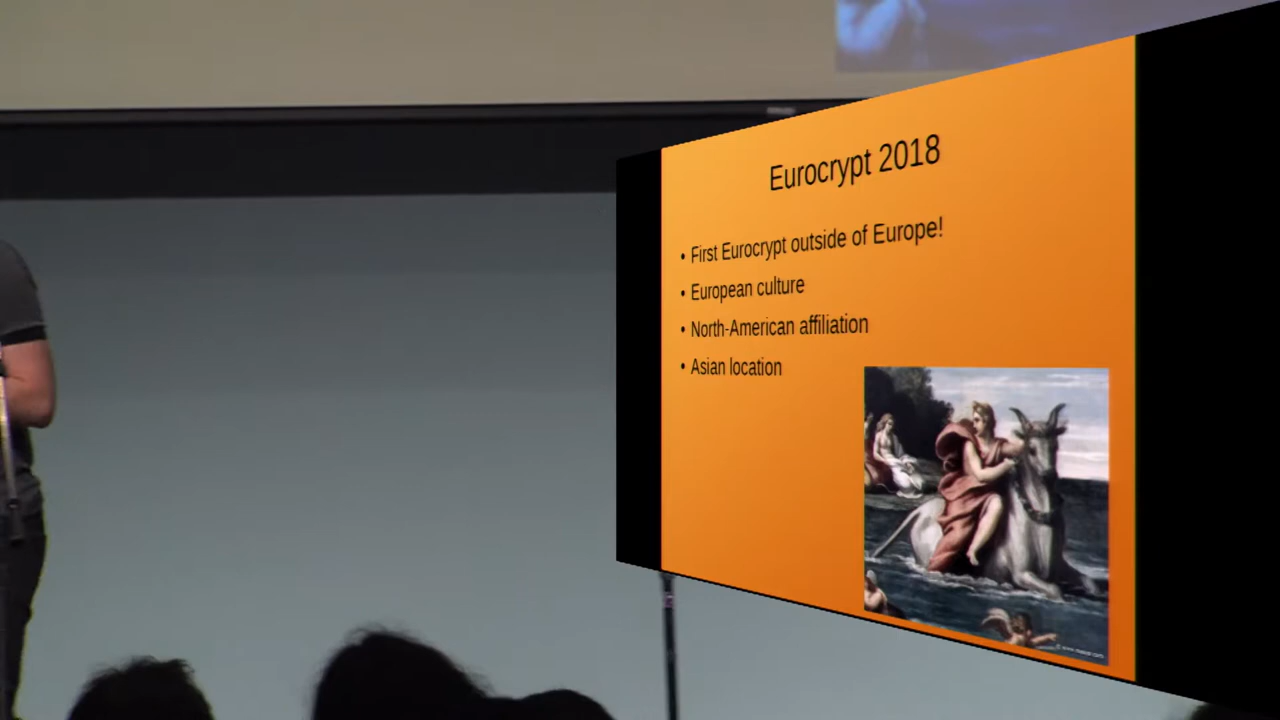 Eurocrypt 2018
• First Eurocrypt outside of Europe!
• European culture
• North-American affiliation
• Asian location